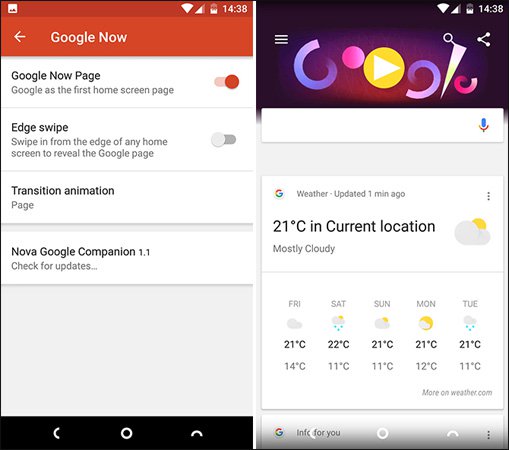 14:38
Google Now
Google Now Page
Google as the first home screen page
Edge swipe
Swipe in from the edge of any home
screen to reveal the Google page
Transition animation
Page
Nova Google Companion 1.1
Check for updates...
14:38
Google
G Weather · Updated 1 min ago
21°C in Current location
Mostly Cloudy
FRI SAT SUN MON TUE
21°C 22°C 21°C 21°C 21°C
14°C 11°C 11°C 12°C 11°C
More on weather.com
G Info for you